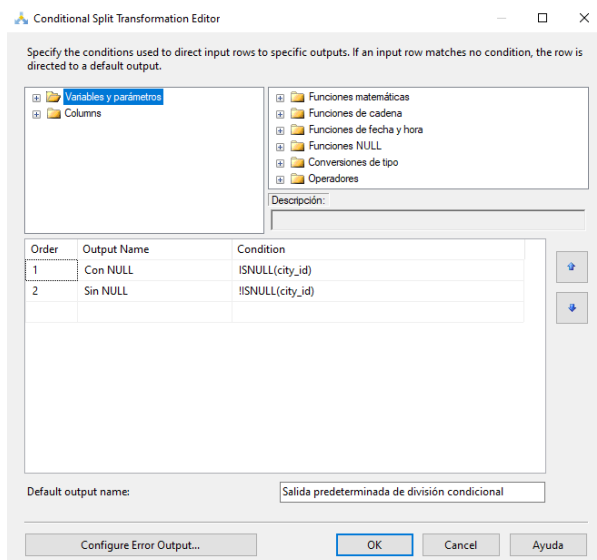 Conditional Split Transformation Editor
Specify the conditions used to direct input rows to specific outputs. If an input row matches no condition, the row is
directed to a default output.
Variables y parámetros
Columns
Funciones matemáticas
Funciones de cadena
Funciones de fecha y hora
Funciones NULL
Conversiones de tipo
Operadores
Descripción:
Order Output Name Condition
1 Con NULL ISNULL(city_id)
2 Sin NULL !ISNULL(city_id)
Default output name: Salida predeterminada de división condicional
Configure Error Output... OK Cancel Ayuda